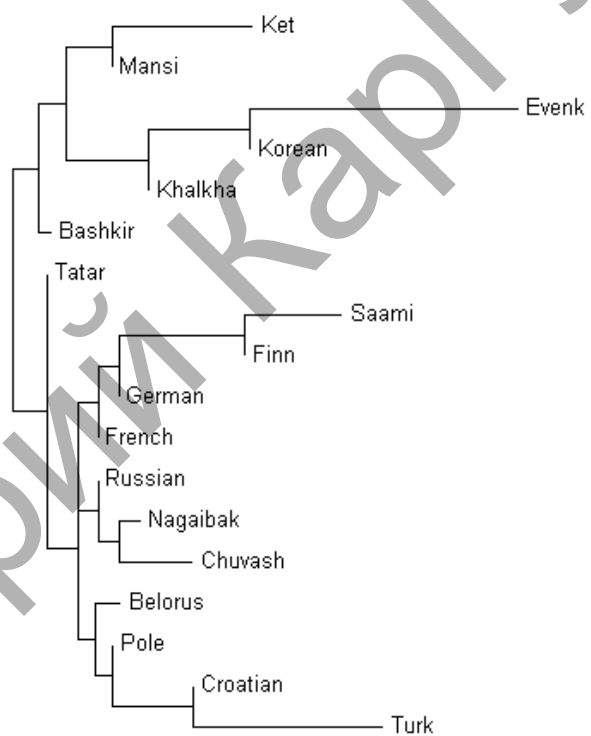 Ket
Mansi
Evenk
Korean
Khalkha
Bashkir
Tatar
Saami
Finn
German
French
Russian
Nagaibak
Chuvash
Belorus
Pole
Croatian
Turk